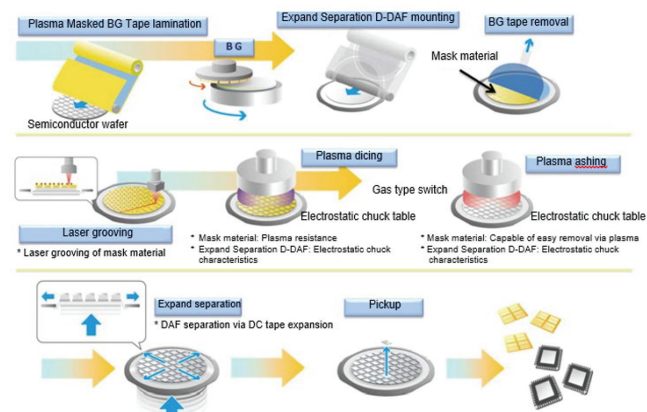 Plasma Masked BG Tape lamination
BG
Expand Separation D-DAF mounting
BG tape removal
Mask material
Semiconductor wafer
Plasma dicing
Plasma ashing
Gas type switch
Electrostatic chuck table
Electrostatic chuck table
Laser grooving
* Laser grooving of mask material
* Mask material: Plasma resistance
* Expand Separation D-DAF: Electrostatic chuck
characteristics
* Mask material: Capable of easy removal via plasma
* Expand Separation D-DAF: Electrostatic chuck
characteristics
Expand separation
* DAF separation via DC tape expansion
Pickup